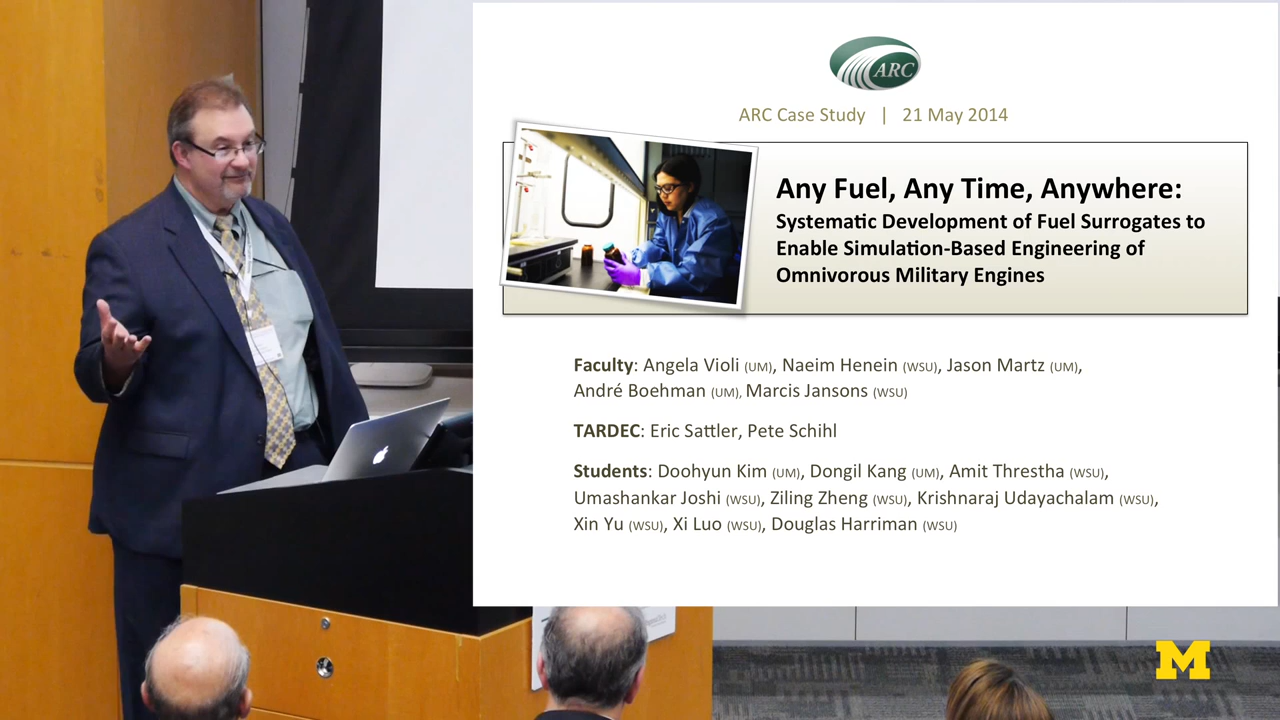 ARC
ARC Case Study | 21 May 2014
Any Fuel, Any Time, Anywhere:
Systematic Development of Fuel Surrogates to
Enable Simulation-Based Engineering of
Omnivorous Military Engines
Faculty: Angela Violi (UM), Naeim Henein (WSU), Jason Martz (UM),
André Boehman (UM), Marcis Jansons (WSU)
TARDEC: Eric Sattler, Pete Schihl
Students: Doohyun Kim (UM), Dongil Kang (UM), Amit Threstha (WSU),
Umashankar Joshi (WSU), Ziling Zheng (WSU), Krishnaraj Udayachalam (WSU),
Xin Yu (WSU), Xi Luo (WSU), Douglas Harriman (WSU)
M